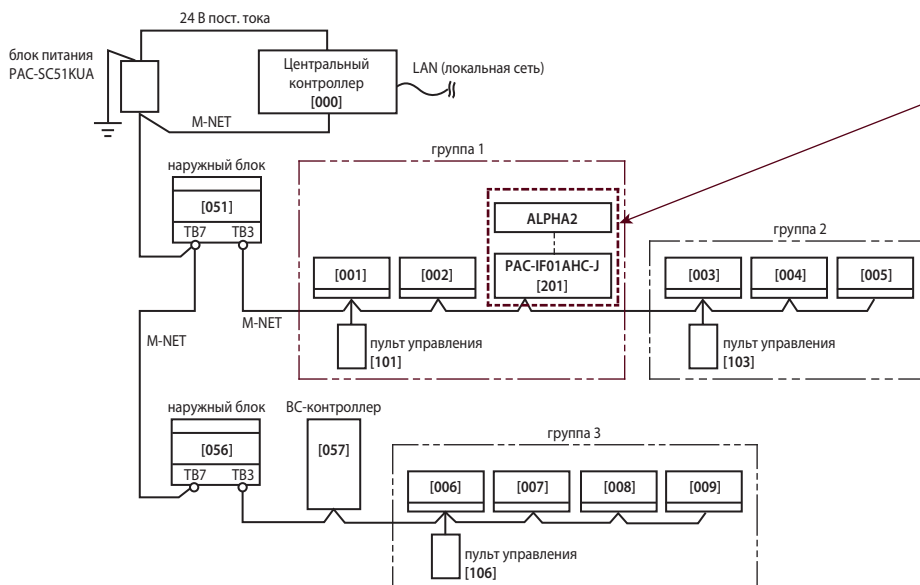 24 В пост. тока
блок питания
PAC-SC51KUA
Центральный
контроллер
[000]
LAN (локальная сеть)
M-NET
группа 1
наружный блок
[051]
TB7 TB3
ALPHA2
PAC-IF01AHC-J
[201]
[001] [002]
группа 2
[003] [004] [005]
M-NET
M-NET
пульт управления
[101]
пульт управления
[103]
наружный блок
[056]
TB7 TB3
BC-контроллер
[057]
группа 3
[006] [007] [008] [009]
пульт управления
[106]